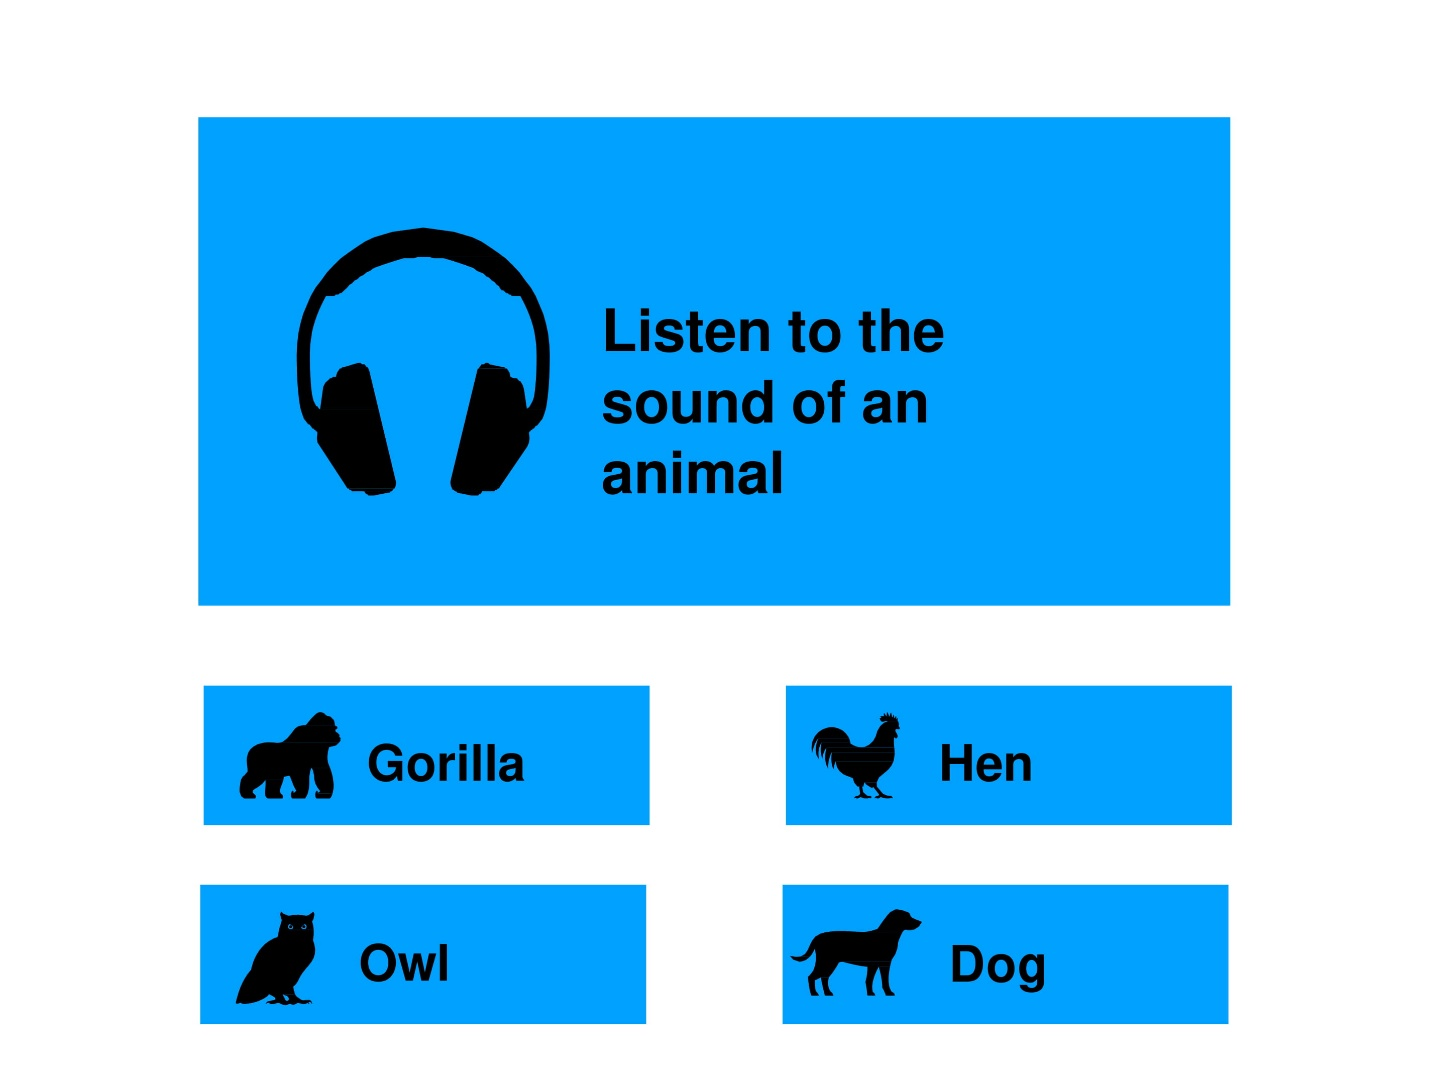 Listen to the
sound of an
animal
Gorilla
Hen
Owl
Dog